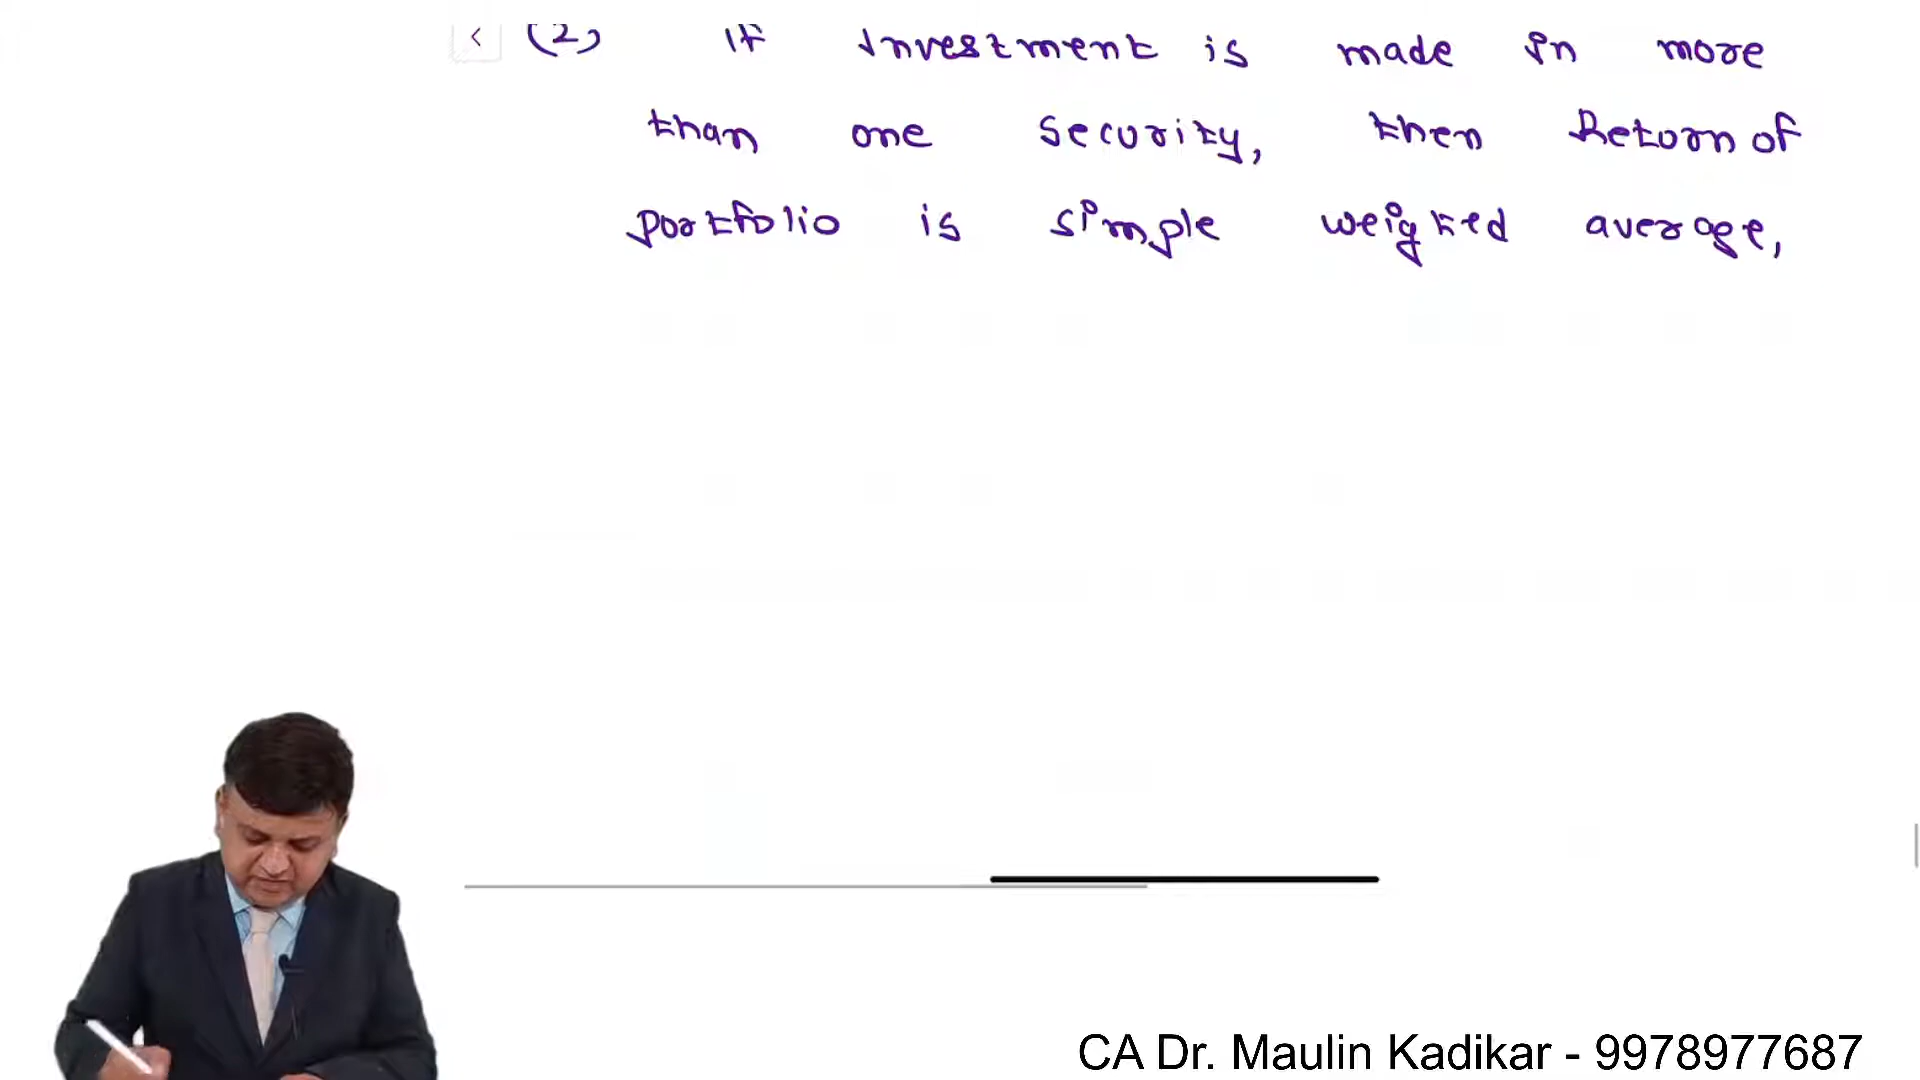 (2) If Investment is made in more
than one security, then Return of
portfolio is simple weighted average,
CA Dr. Maulin Kadikar - 9978977687